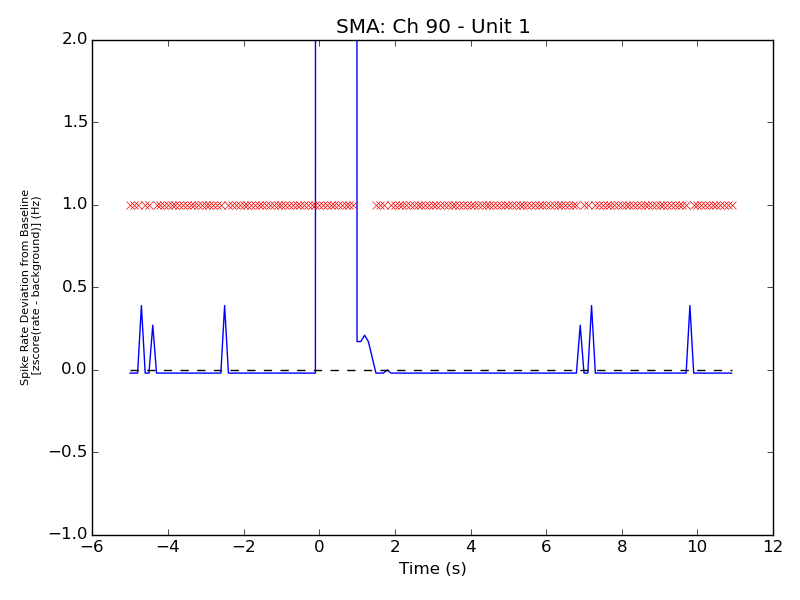 SMA: Ch 90 - Unit 1
2.0
1.5
1.0
0.5
0.0
−0.5
−1.0
Spike Rate Deviation from Baseline
[zscore(rate - background)] (Hz)
−6 −4 −2 0 2 4 6 8 10 12
Time (s)